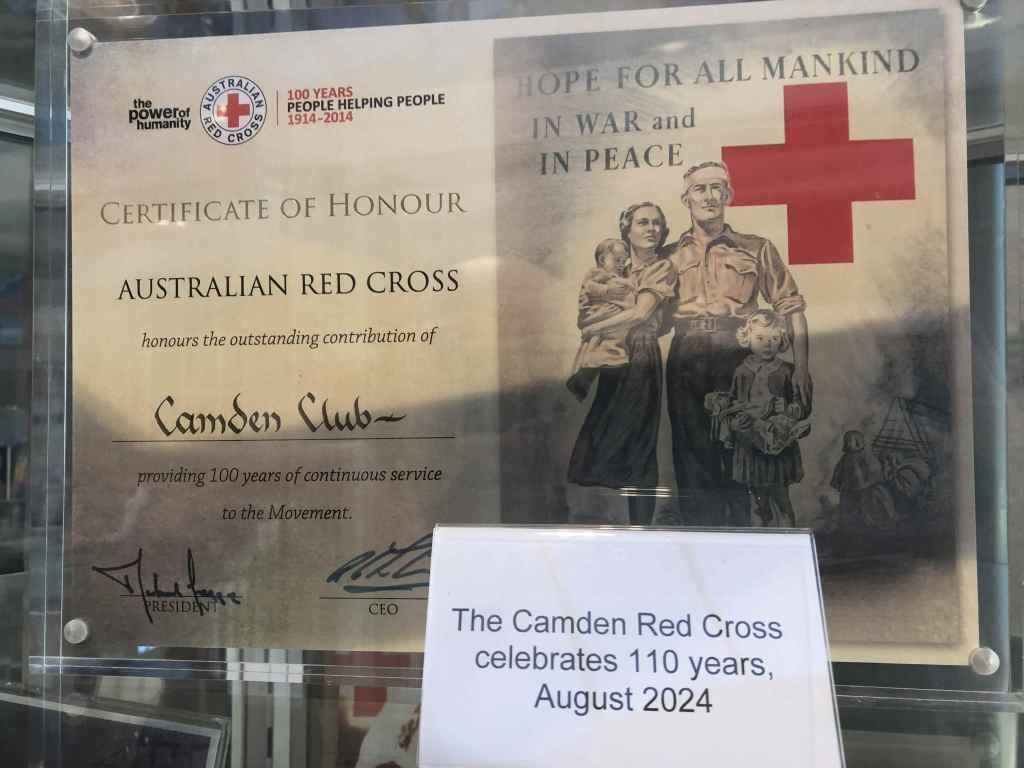 the
power of
humanity
AUSTRALIAN
RED CROSS
100 YEARS
PEOPLE HELPING PEOPLE
1914-2014
CERTIFICATE OF HONOUR
AUSTRALIAN RED CROSS
honours the outstanding contribution of
Camden Club
providing 100 years of continuous service
to the Movement.
PRESIDENT
CEO
HOPE FOR ALL MANKIND
IN WAR and
IN PEACE
The Camden Red Cross
celebrates 110 years,
August 2024